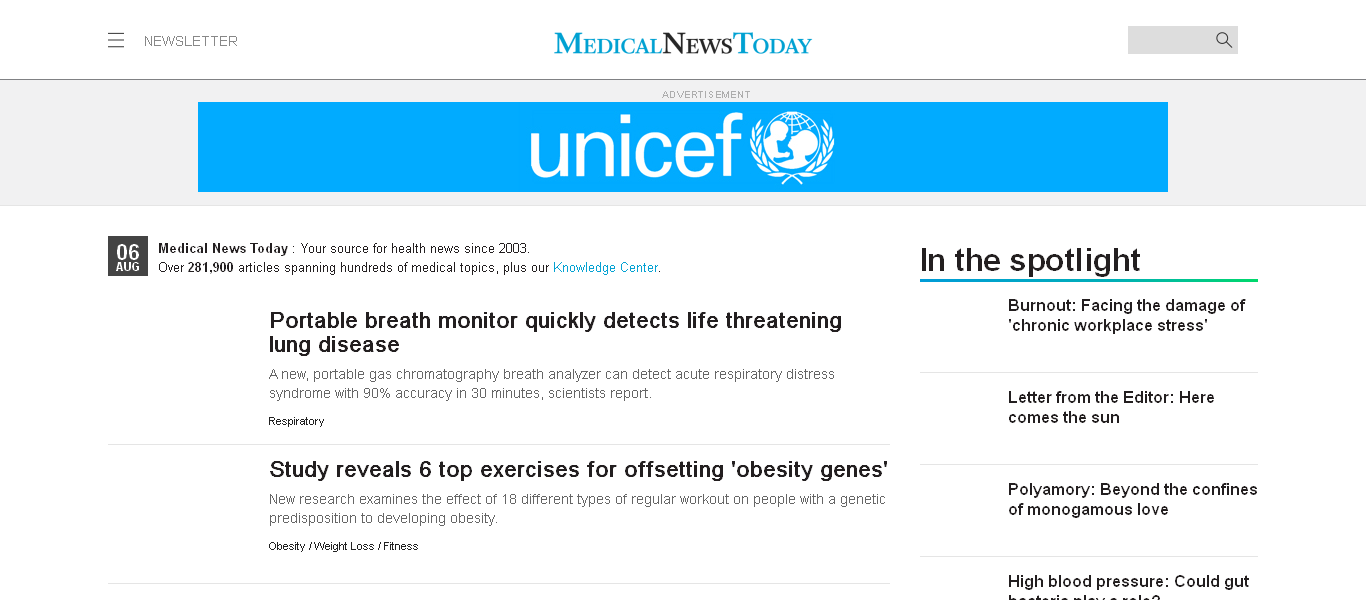 NEWSLETTER
MEDICALNEWSTODAY
ADVERTISEMENT
unicef
06
AUG
Medical News Today : Your source for health news since 2003.
Over 281,900 articles spanning hundreds of medical topics, plus our Knowledge Center.
Portable breath monitor quickly detects life threatening
lung disease
A new, portable gas chromatography breath analyzer can detect acute respiratory distress
syndrome with 90% accuracy in 30 minutes, scientists report.
Respiratory
Study reveals 6 top exercises for offsetting 'obesity genes'
New research examines the effect of 18 different types of regular workout on people with a genetic
predisposition to developing obesity.
Obesity / Weight Loss / Fitness
In the spotlight
Burnout: Facing the damage of
'chronic workplace stress'
Letter from the Editor: Here
comes the sun
Polyamory: Beyond the confines
of monogamous love
High blood pressure: Could gut
bacteria play a role?